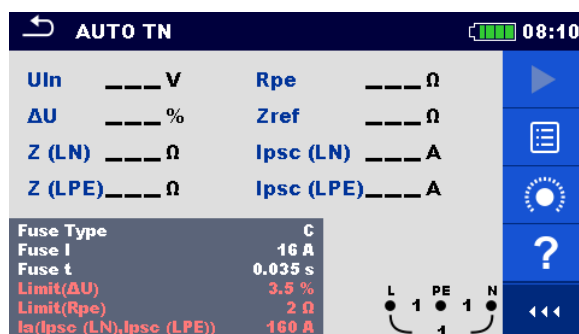 AUTO TN 08:10
Uln ___V Rpe ___Ω
ΔU ___% Zref ___Ω
Z (LN) ___Ω Ipsc (LN) ___A
Z (LPE)___Ω Ipsc (LPE)___A
Fuse Type C
Fuse I 16 A
Fuse t 0.035 s
Limit(ΔU) 3.5 %
Limit(Rpe) 2 Ω
Ia(Ipsc (LN),Ipsc (LPE)) 160 A
L PE N
1 1
1
?